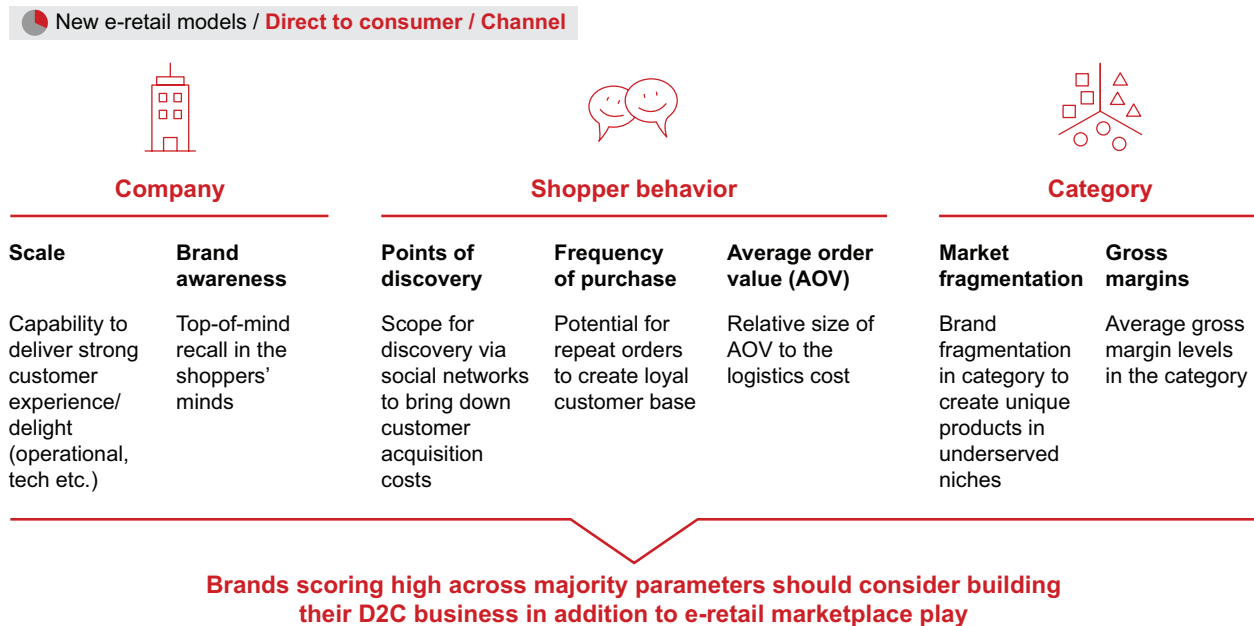 New e-retail models / Direct to consumer / Channel
Company
Scale
Capability to
deliver strong
customer
experience/
delight
(operational,
tech etc.)
Brand
awareness
Top-of-mind
recall in the
shoppers’
minds
Shopper behavior
Points of
discovery
Scope for
discovery via
social networks
to bring down
customer
acquisition
costs
Frequency
of purchase
Potential for
repeat orders
to create loyal
customer base
Average order
value (AOV)
Relative size of
AOV to the
logistics cost
Category
Market
fragmentation
Brand
fragmentation
in category to
create unique
products in
underserved
niches
Gross
margins
Average gross
margin levels
in the category
Brands scoring high across majority parameters should consider building
their D2C business in addition to e-retail marketplace play